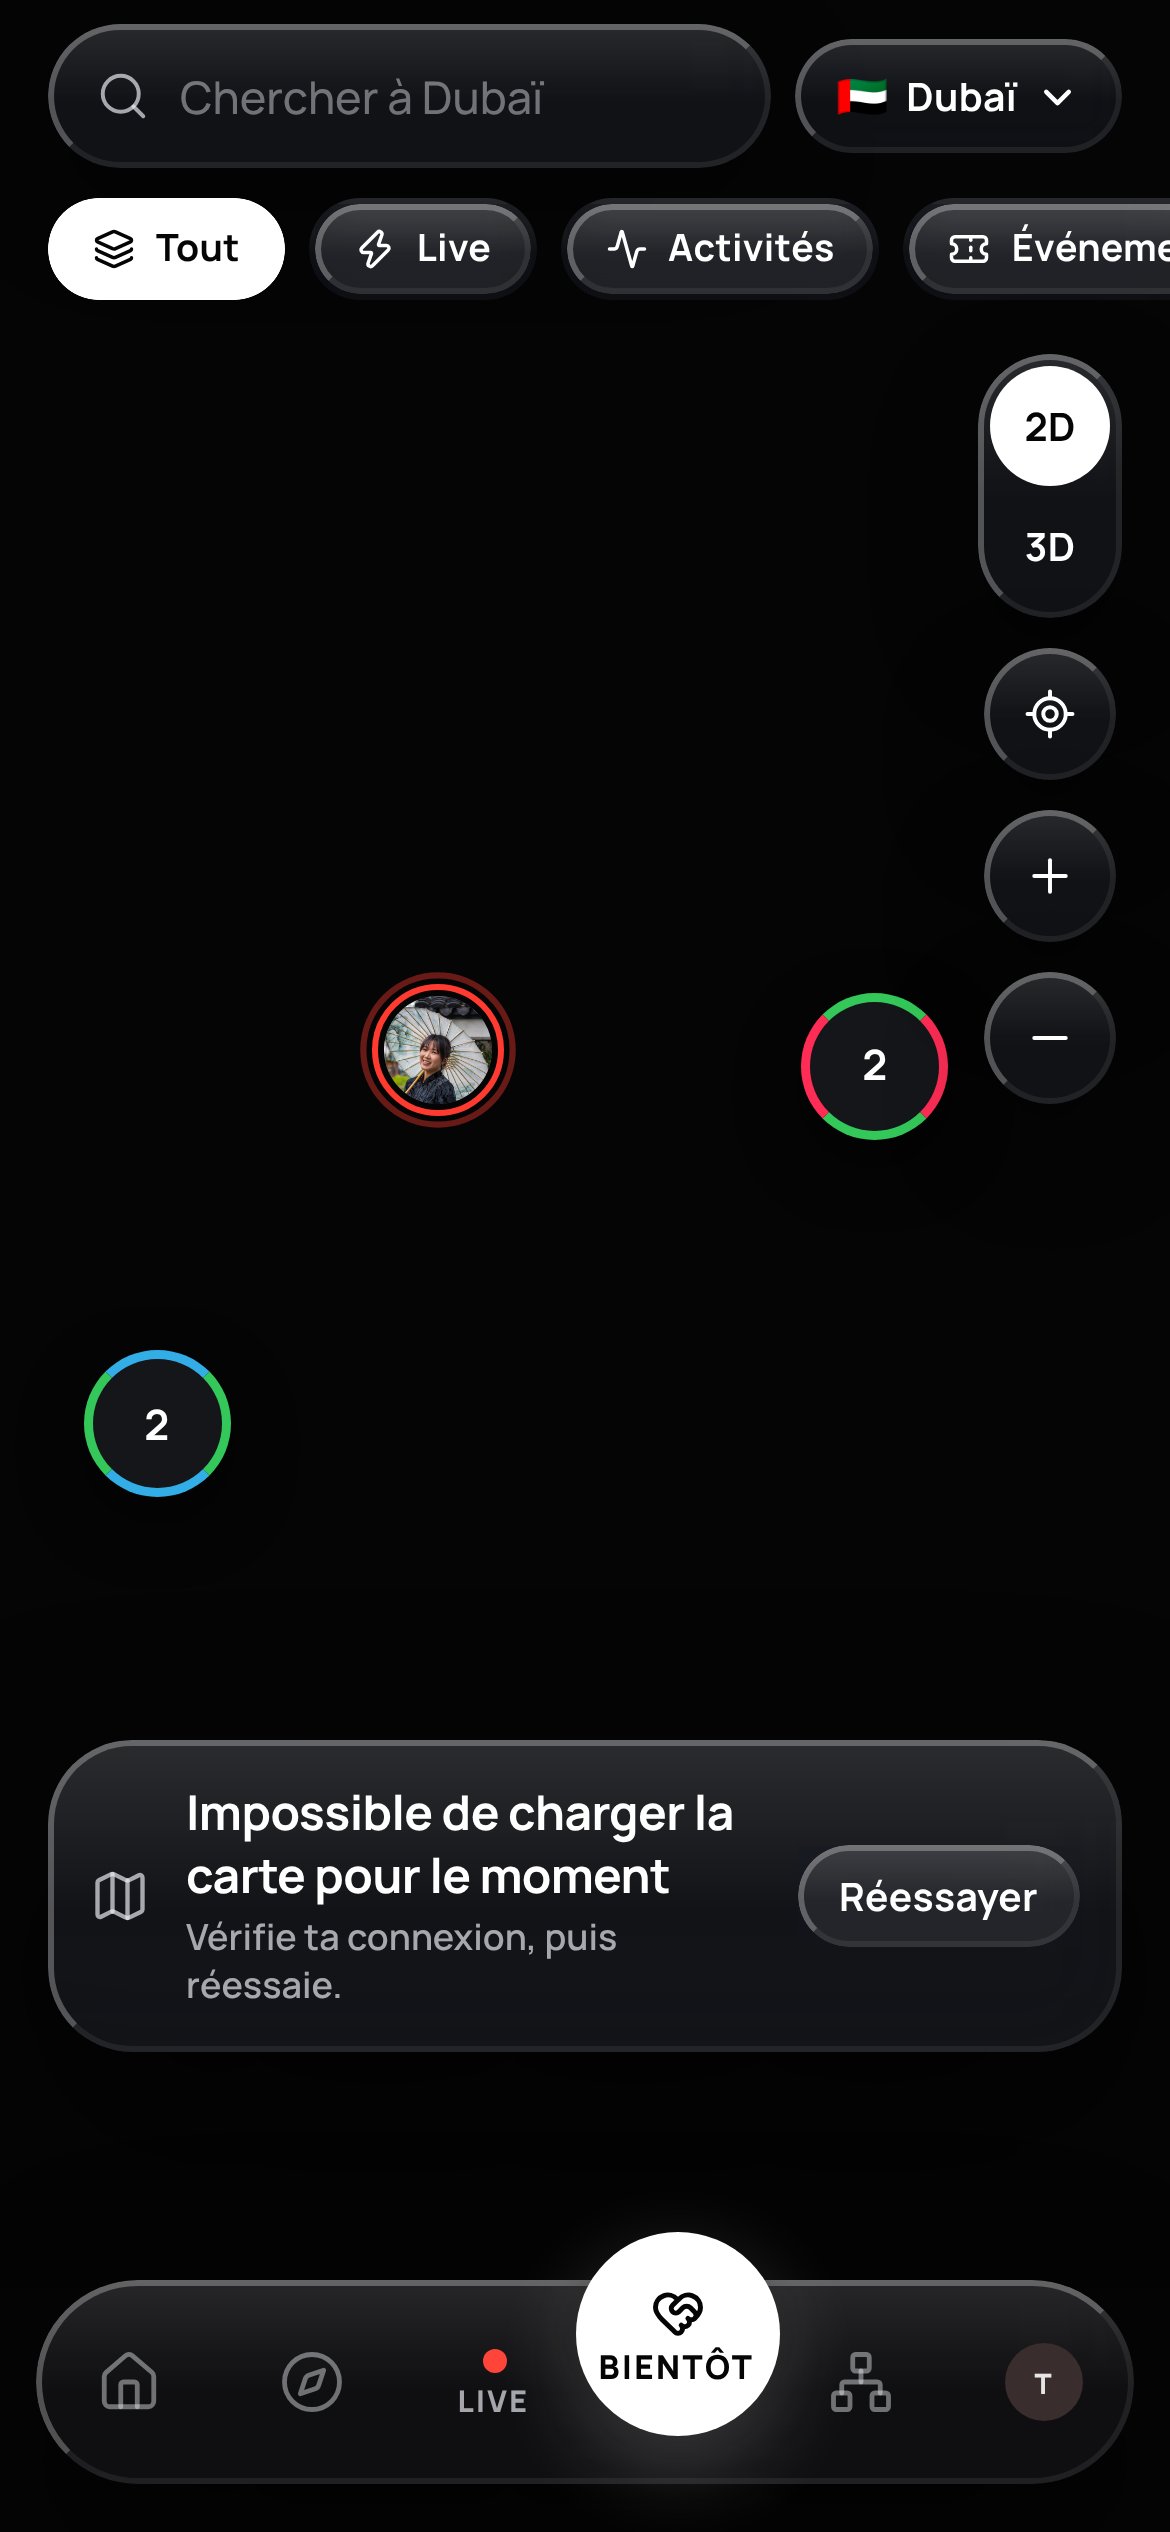 Chercher à Dubaï
Dubaï
Tout
Live
Activités
Événeme
2D
3D
2
2
Impossible de charger la
carte pour le moment
Vérifie ta connexion, puis
réessaie.
Réessayer
LIVE
BIENTÔT
T